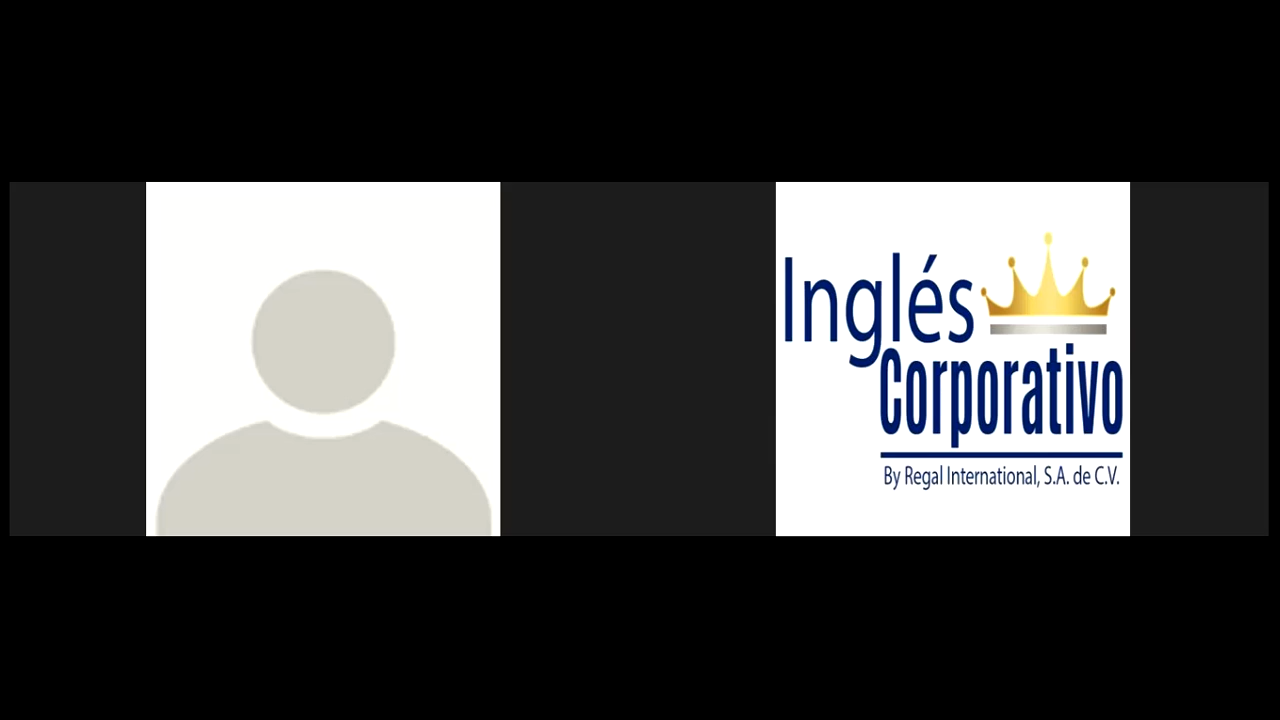 Inglés
Corporativo
By Regal International, S.A. de C.V.